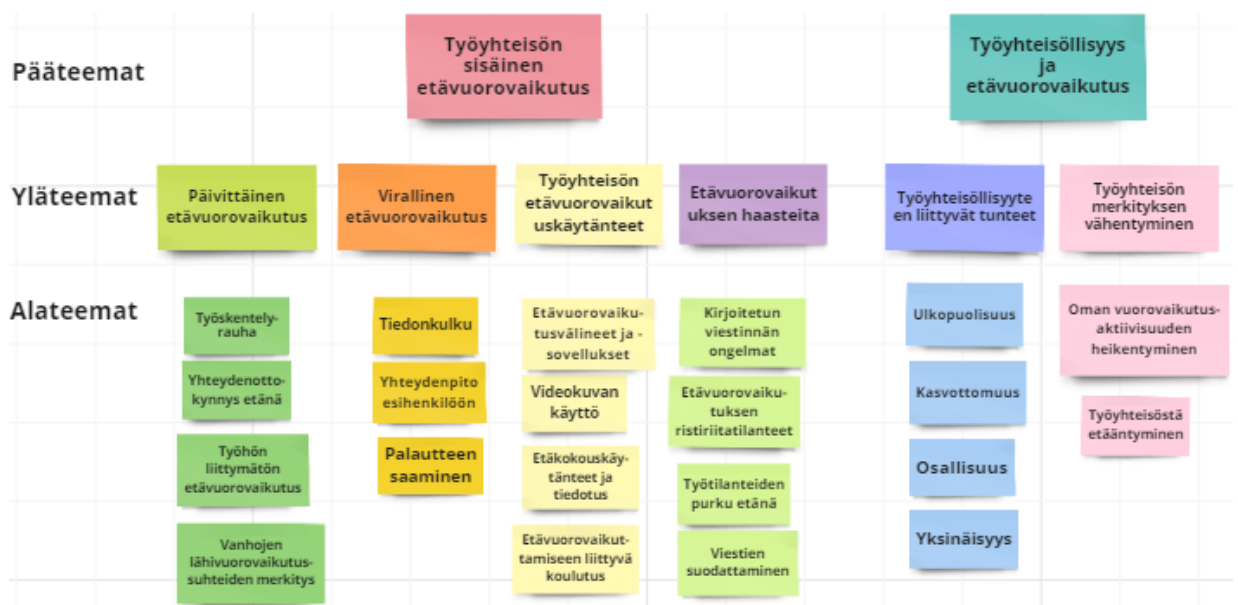 Pääteemat
Työyhteisön
sisäinen
etävuorovaikutus
Työyhteisöllisyys
ja
etävuorovaikutus
Yläteemat
Päivittäinen
etävuorovaikutus
Virallinen
etävuorovaikutus
Työyhteisön
etävuorovaikut
uskäytänteet
Etävuorovaikut
uksen haasteita
Työyhteisöllisyyte
en liittyvät tunteet
Työyhteisön
merkityksen
vähentyminen
Alateemat
Työskentely-
rauha
Yhteydenotto-
kynnys etänä
Työhön
liittymätön
etävuorovaikutus
Vanhojen
lähivuorovaikutus-
suhteiden merkitys
Tiedonkulku
Yhteydenpito
esihenkilöön
Palautteen
saaminen
Etävuorovaiku-
tusvälineet ja -
sovellukset
Videokuvan
käyttö
Etäkokouskäy-
tänteet ja
tiedotus
Etävuorovaikut-
tamiseen liittyvä
koulutus
Kirjoitetun
viestinnän
ongelmat
Etävuorovaiku-
tuksen
ristiriitatilanteet
Työtilanteiden
purku etänä
Viestien
suodattaminen
Ulkopuolisuus
Kasvottomuus
Osallisuus
Yksinäisyys
Oman vuorovaikutus-
aktiivisuuden
heikentyminen
Työyhteisöstä
etääntyminen